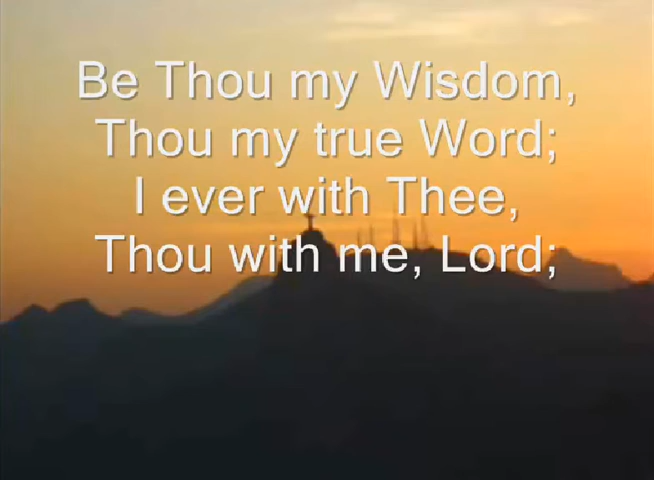 Be Thou my Wisdom,
Thou my true Word;
I ever with Thee,
Thou with me, Lord;